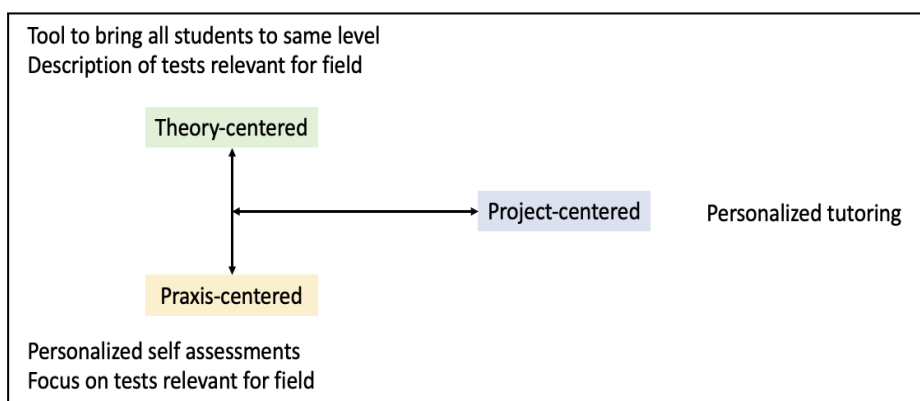 Tool to bring all students to same level
Description of tests relevant for field
Theory-centered
Project-centered
Personalized tutoring
Praxis-centered
Personalized self assessments
Focus on tests relevant for field